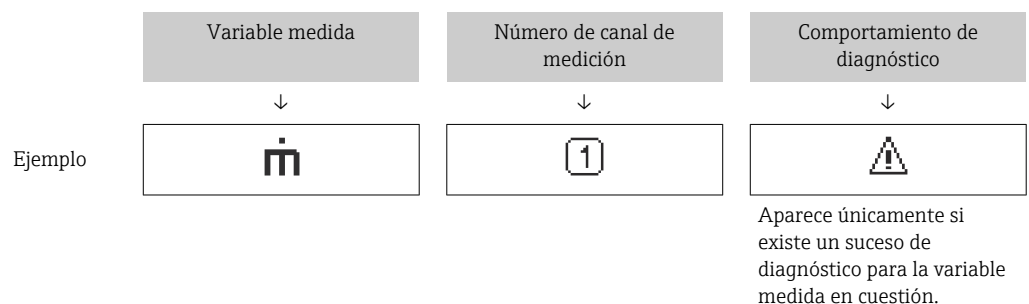 Variable medida
Número de canal de
medición
Comportamiento de
diagnóstico
↓ ↓ ↓
Ejemplo
ṁ
1
Aparece únicamente si
existe un suceso de
diagnóstico para la variable
medida en cuestión.